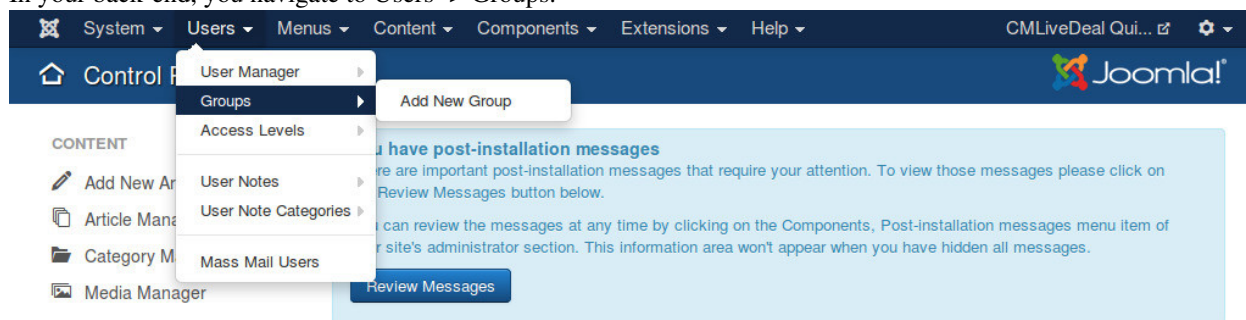 In your back-end, you navigate to Users -> Groups.
System Users Menus Content Components Extensions Help CMLiveDeal Qui...
Control
Joomla!
User Manager
Groups
Add New Group
Access Levels
User Notes
User Note Categories
Mass Mail Users
CONTENT
Add New
Article
Category
Media Manager
have post-installation messages
are important post-installation messages that require your attention. To view those messages please click on
Review Messages button below.
can review the messages at any time by clicking on the Components, Post-installation messages menu item of
site's administrator section. This information area won't appear when you have hidden all messages.
Review Messages